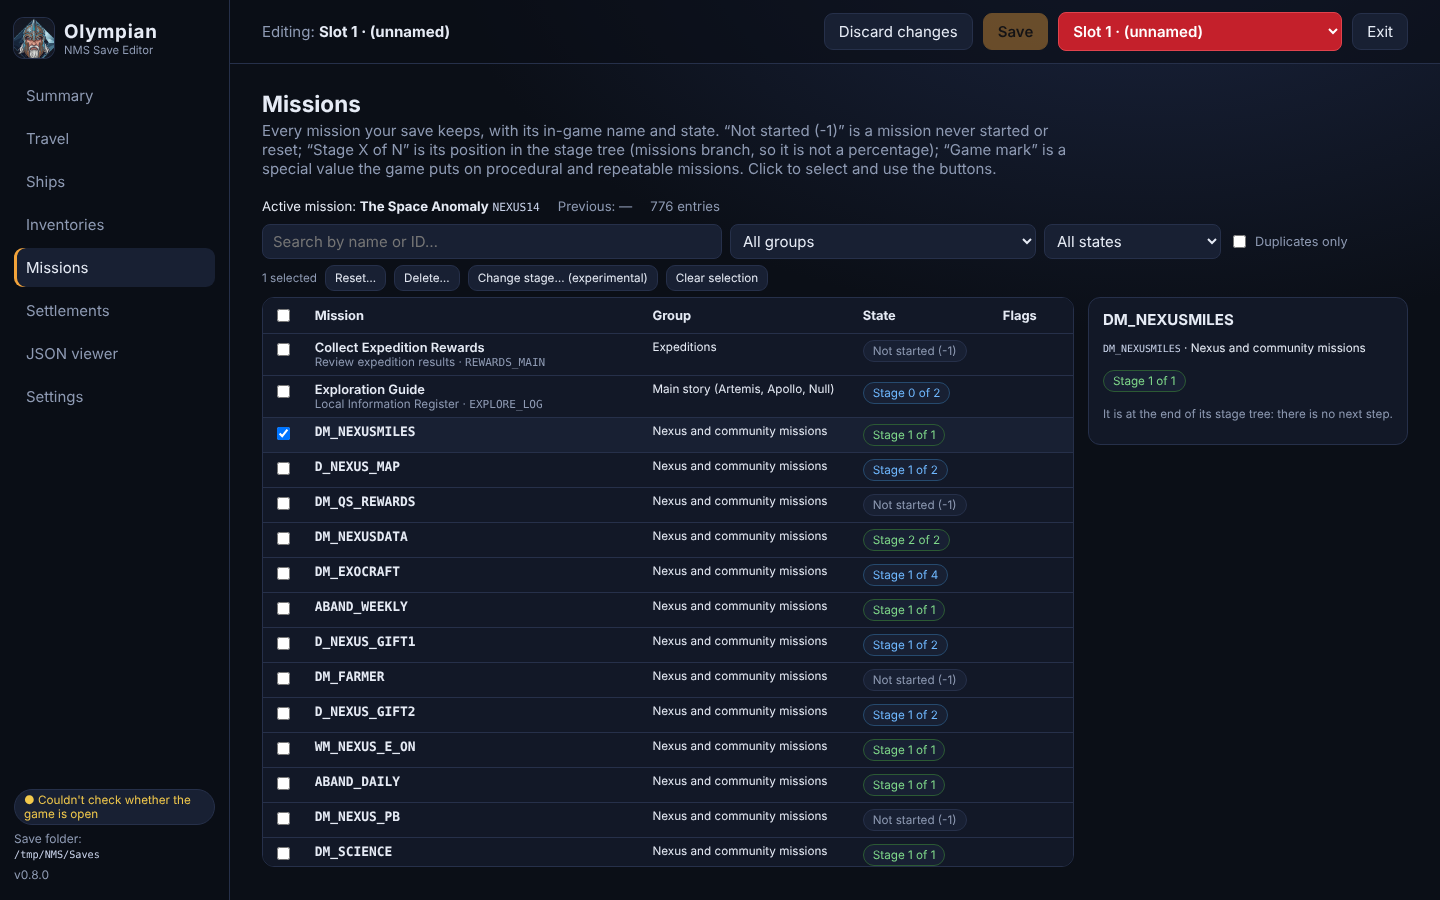 Olympian
NMS Save Editor
Summary
Travel
Ships
Inventories
Missions
Settlements
JSON viewer
Settings
Couldn't check whether the
game is open
Save folder:
/tmp/NMS/Saves
v0.8.0
Editing: Slot 1 · (unnamed)
Discard changes
Save
Slot 1 · (unnamed)
Exit
Missions
Every mission your save keeps, with its in-game name and state. “Not started (-1)” is a mission never started or
reset; “Stage X of N” is its position in the stage tree (missions branch, so it is not a percentage); “Game mark” is a
special value the game puts on procedural and repeatable missions. Click to select and use the buttons.
Active mission: The Space Anomaly NEXUS14 Previous: — 776 entries
Search by name or ID...
All groups
All states
Duplicates only
1 selected
Reset...
Delete...
Change stage... (experimental)
Clear selection
Mission Group State Flags
Collect Expedition Rewards Expeditions Not started (-1)
Review expedition results · REWARDS_MAIN
Exploration Guide Main story (Artemis, Apollo, Null) Stage 0 of 2
Local Information Register · EXPLORE_LOG
DM_NEXUSMILES Nexus and community missions Stage 1 of 1
D_NEXUS_MAP Nexus and community missions Stage 1 of 2
DM_QS_REWARDS Nexus and community missions Not started (-1)
DM_NEXUSDATA Nexus and community missions Stage 2 of 2
DM_EXOCRAFT Nexus and community missions Stage 1 of 4
ABAND_WEEKLY Nexus and community missions Stage 1 of 1
D_NEXUS_GIFT1 Nexus and community missions Stage 1 of 2
DM_FARMER Nexus and community missions Not started (-1)
D_NEXUS_GIFT2 Nexus and community missions Stage 1 of 2
WM_NEXUS_E_ON Nexus and community missions Stage 1 of 1
ABAND_DAILY Nexus and community missions Stage 1 of 1
DM_NEXUS_PB Nexus and community missions Not started (-1)
DM_SCIENCE Nexus and community missions Stage 1 of 1
DM_NEXUSMILES
DM_NEXUSMILES · Nexus and community missions
Stage 1 of 1
It is at the end of its stage tree: there is no next step.